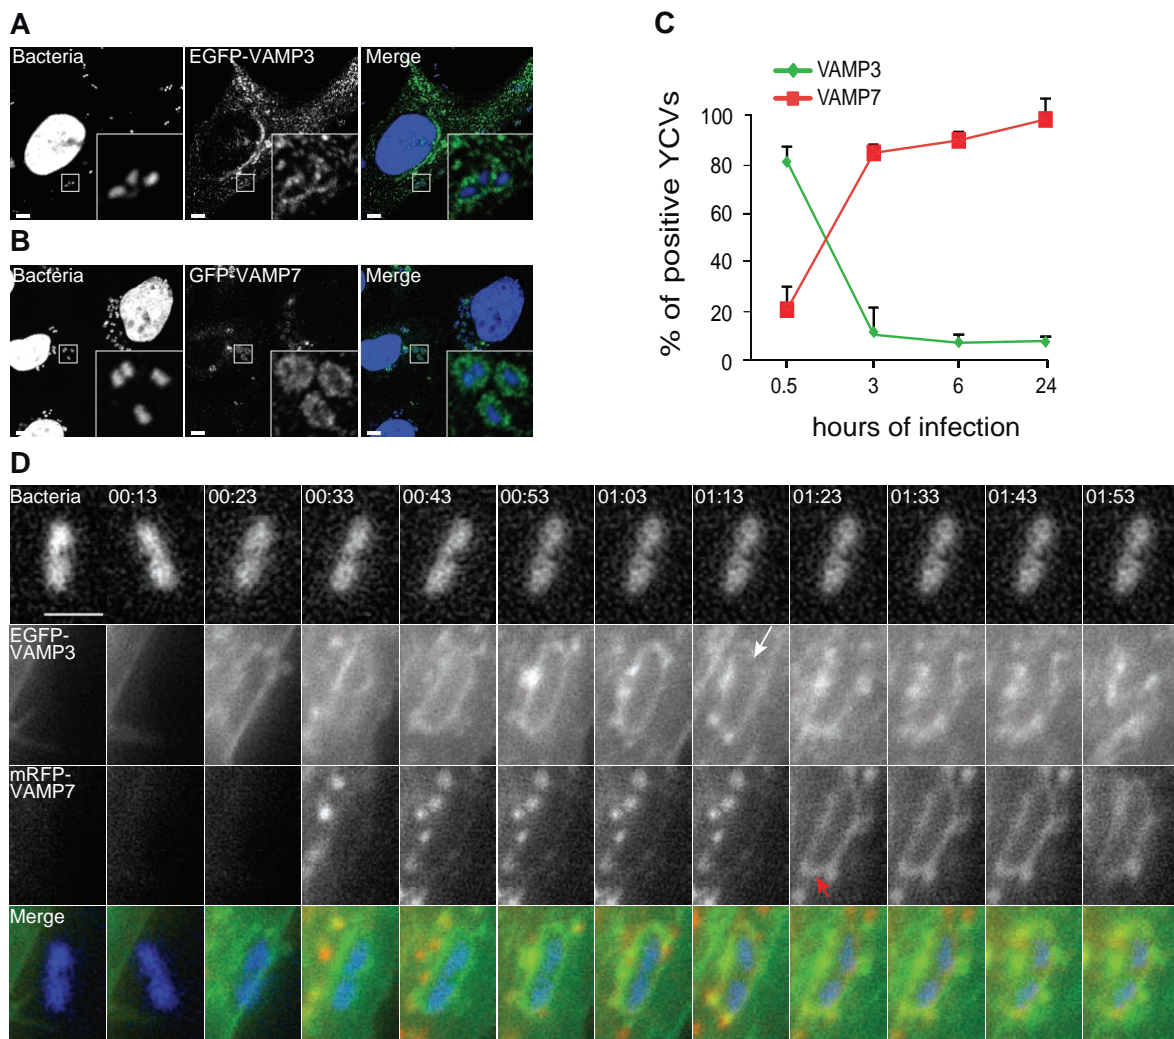 A
Bacteria EGFP-VAMP3 Merge
B
Bacteria GFP-VAMP7 Merge
C
VAMP3
VAMP7
% of positive YCVs
100
80
60
40
20
0
0.5 3 6 24
hours of infection
D
Bacteria 00:13 00:23 00:33 00:43 00:53 01:03 01:13 01:23 01:33 01:43 01:53
EGFP-
VAMP3
mRFP-
VAMP7
Merge